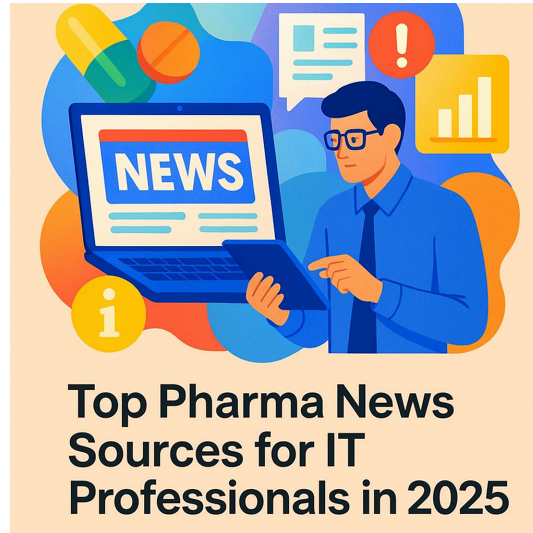 NEWS
i
Top Pharma News
Sources for IT
Professionals in 2025